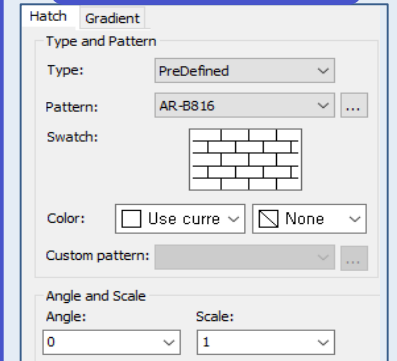 Hatch Gradient
Type and Pattern
Type: PreDefined
Pattern: AR-B816 ...
Swatch:
Color: Use curre None
Custom pattern: ...
Angle and Scale
Angle: Scale:
0 1